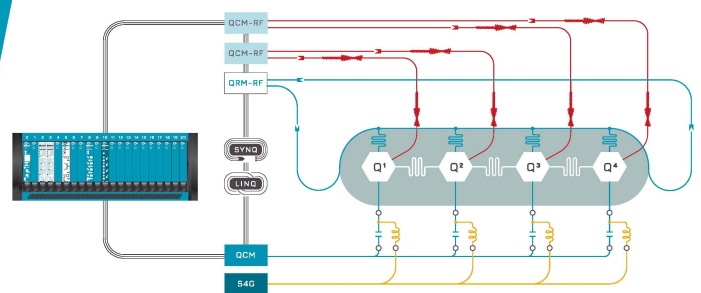 QCM-RF
QCM-RF
QRM-RF
SYNQ
LINQ
QCM
S4G
Q1
Q2
Q3
Q4